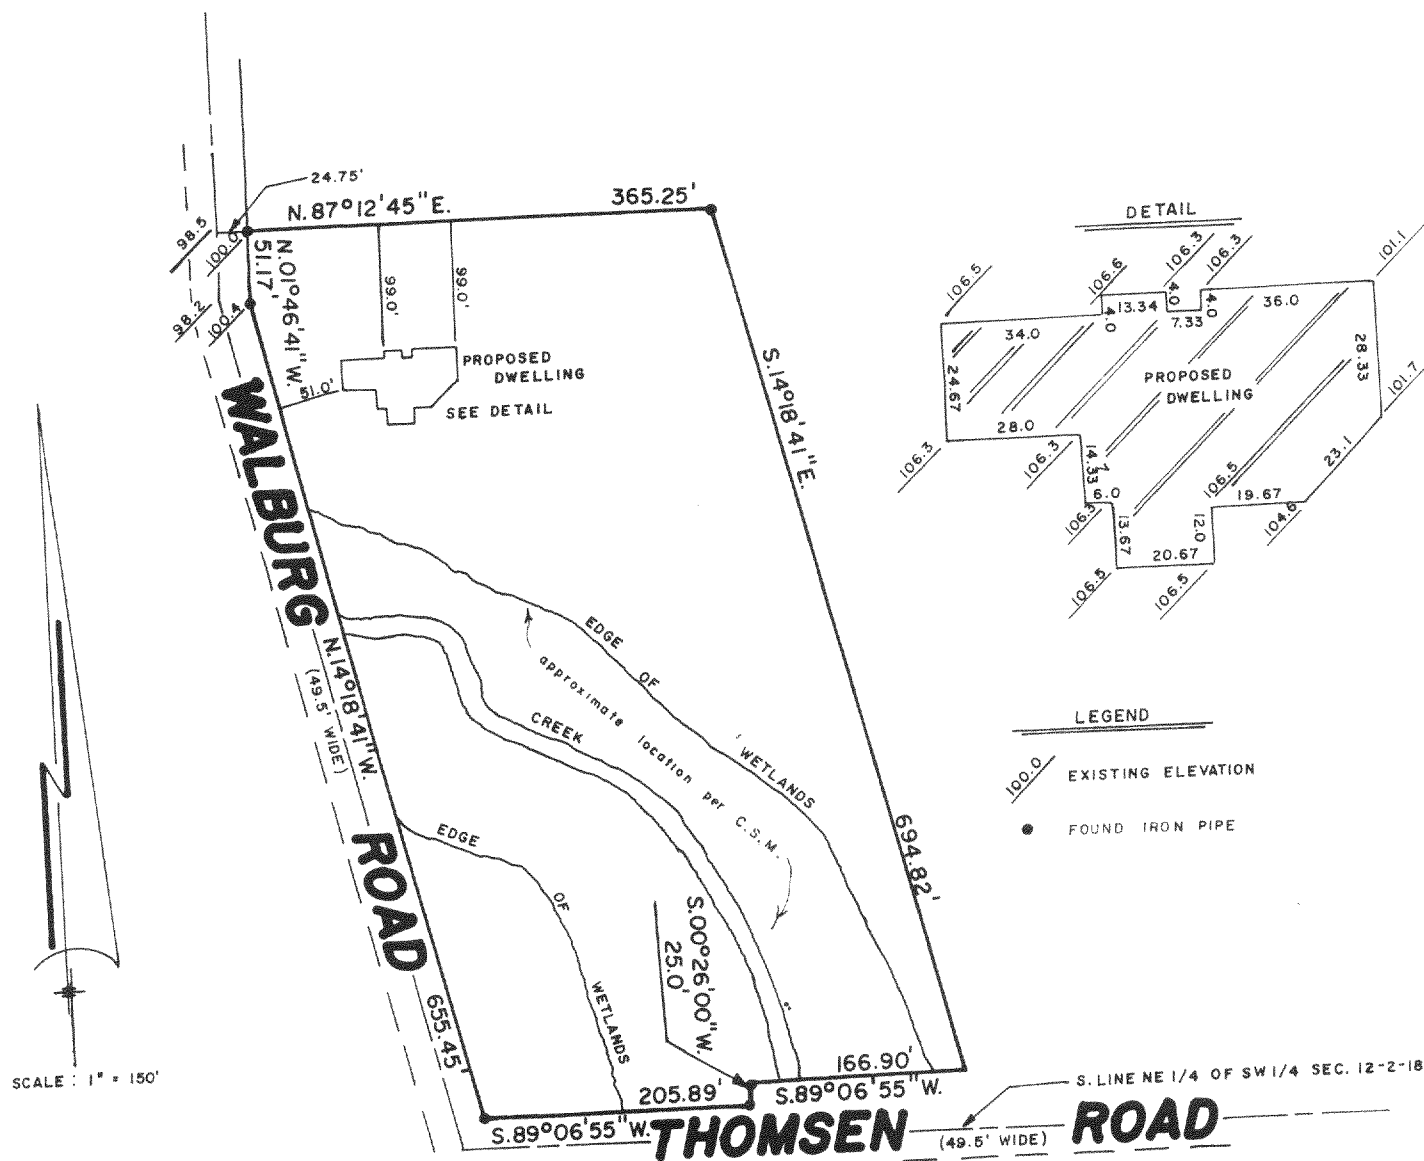 24.75'
N. 87°12'45"E.
365.25'
98.5
100.0
N.01°46'41"W.
51.17'
98.2
100.4
99.0'
99.0'
51.0'
PROPOSED
DWELLING
SEE DETAIL
S.14°18'41"E.
694.82'
WALBURG
ROAD
N.14°18'41"W.
(49.5' WIDE)
655.45'
EDGE
OF
WETLANDS
approximate location per C.S.M.
CREEK
EDGE
OF
WETLANDS
S.00°26'00"W.
25.0'
166.90'
S.89°06'55"W.
205.89'
S.89°06'55"W.
THOMSEN
(49.5' WIDE)
ROAD
S. LINE NE 1/4 OF SW 1/4 SEC. 12-2-18
SCALE: 1" = 150'
DETAIL
106.5
106.6
106.3
106.3
101.1
34.0
4.0
13.34
4.0
7.33
4.0
36.0
28.33
24.67
PROPOSED
DWELLING
101.7
28.0
106.3
106.3
14.33
6.0
106.3
13.67
20.67
12.0
106.5
19.67
23.1
104.6
106.5
106.5
LEGEND
100.0 EXISTING ELEVATION
FOUND IRON PIPE